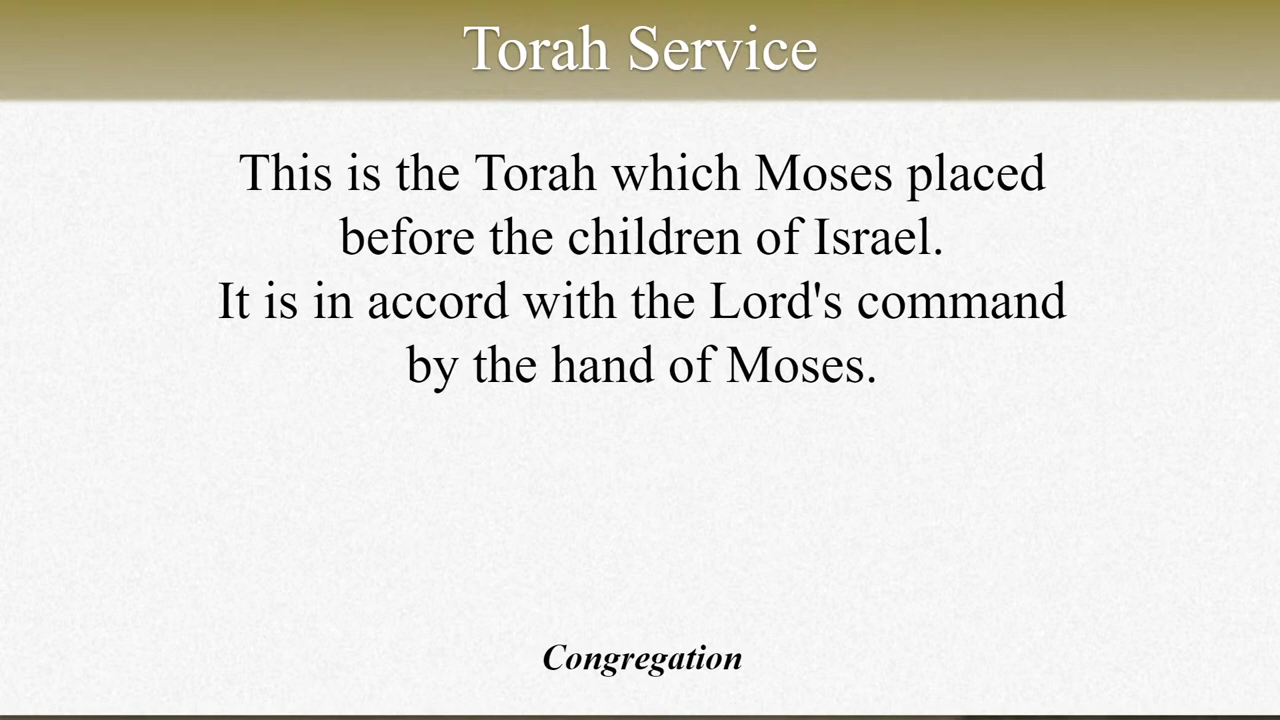 Torah Service
This is the Torah which Moses placed
before the children of Israel.
It is in accord with the Lord's command
by the hand of Moses.
Congregation